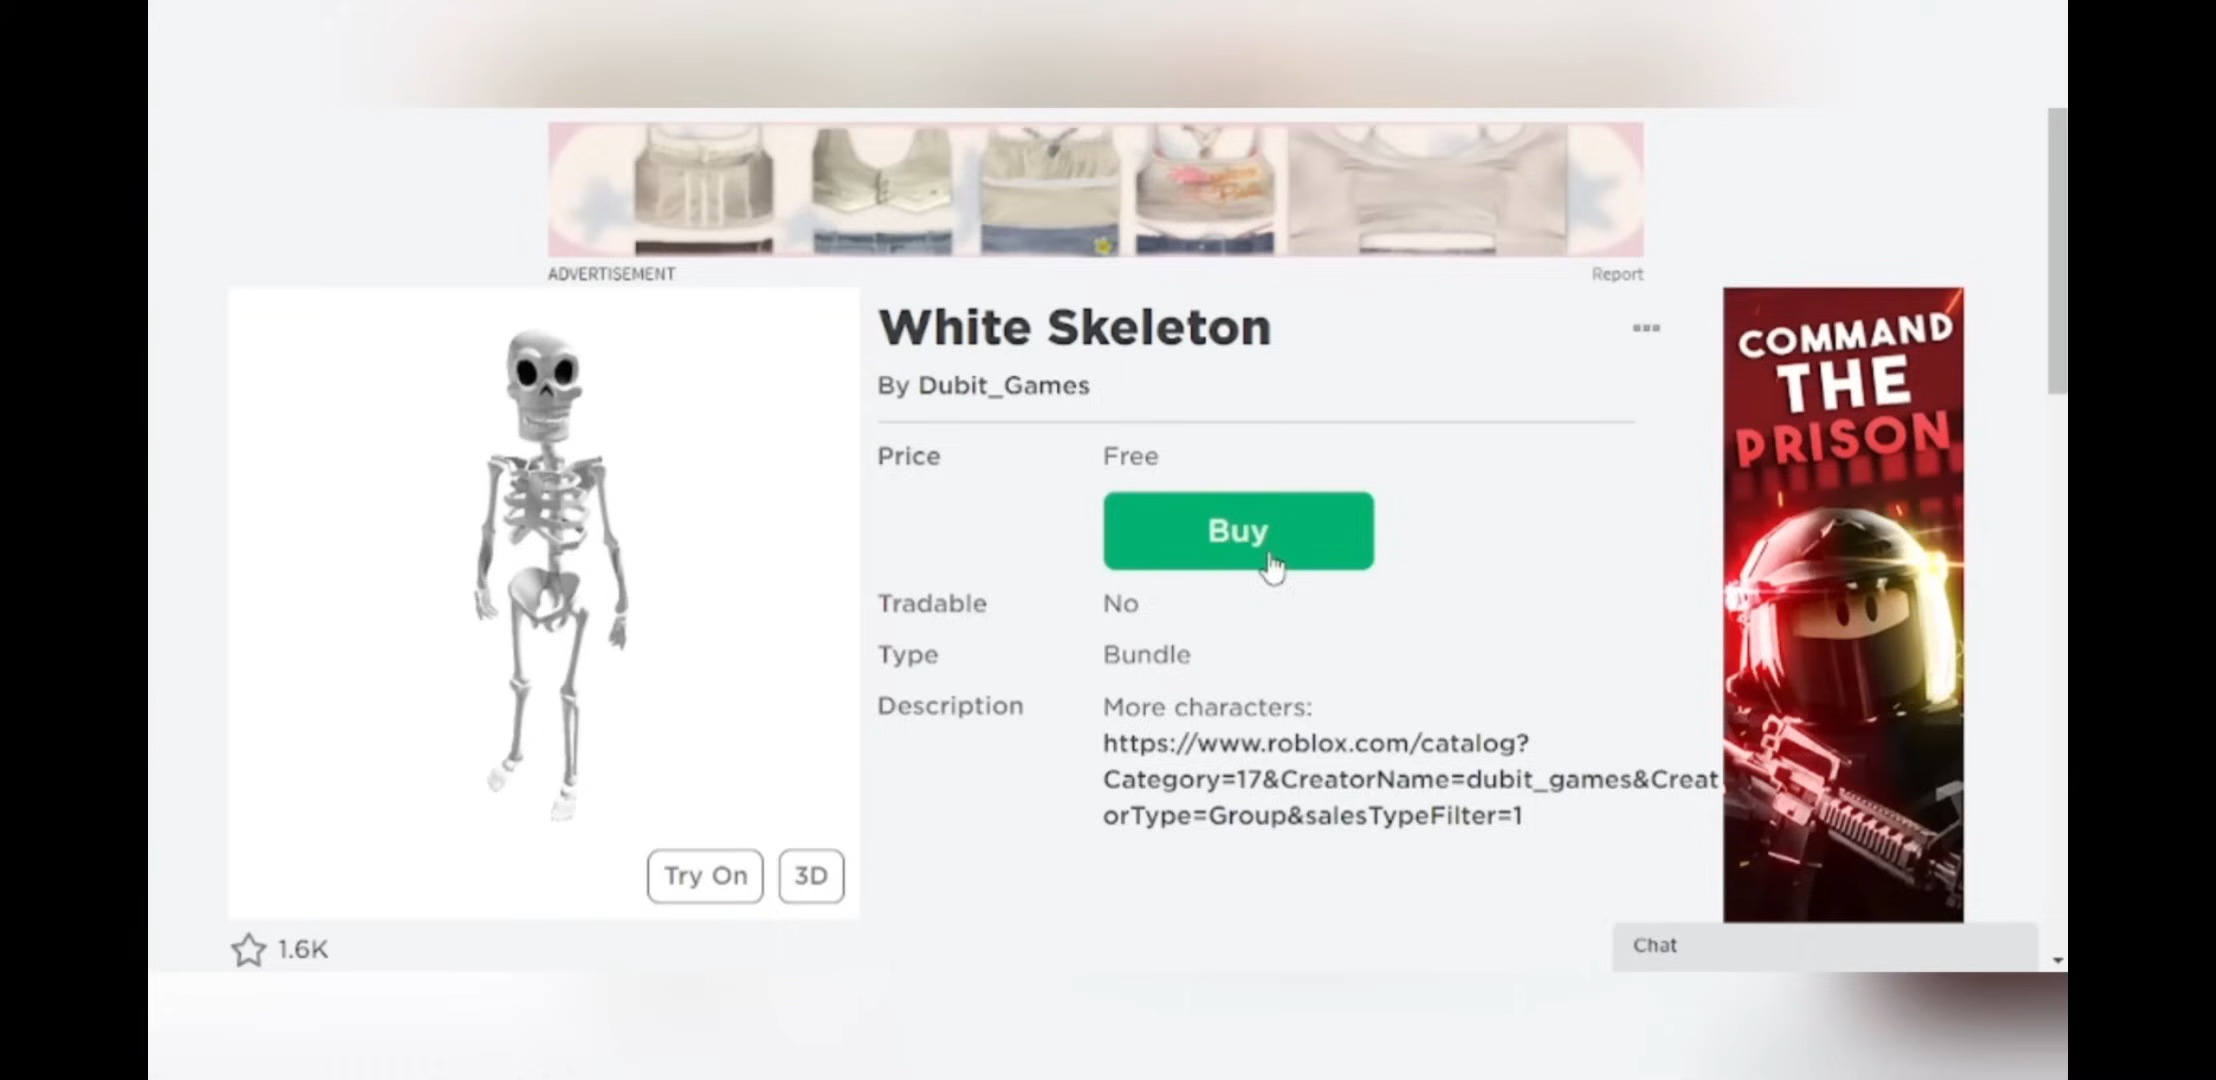 ADVERTISEMENT
Report
White Skeleton
By Dubit_Games
Price
Free
Buy
Tradable
No
Type
Bundle
Description
More characters:
https://www.roblox.com/catalog?
Category=17&CreatorName=dubit_games&Creat
orType=Group&salesTypeFilter=1
Try On
3D
1.6K
COMMAND
THE
PRISON
Chat